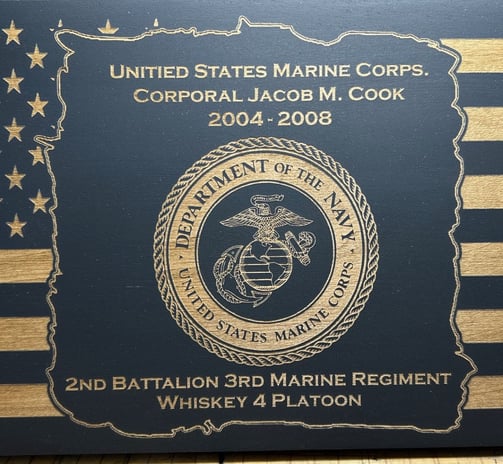 UNITIED STATES MARINE CORPS.
CORPORAL JACOB M. COOK
2004 - 2008
DEPARTMENT OF THE NAVY
UNITED STATES MARINE CORPS
2ND BATTALION 3RD MARINE REGIMENT
WHISKEY 4 PLATOON